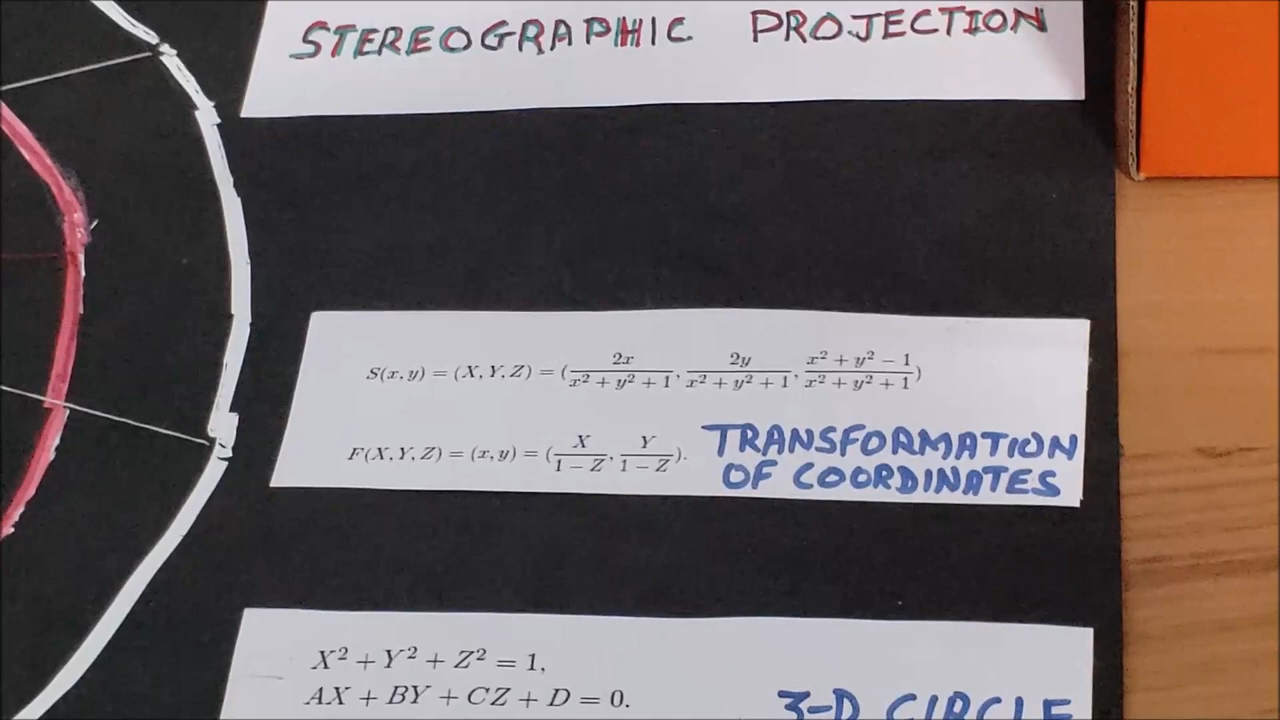 STEREOGRAPHIC PROJECTION
S(x, y) = (X, Y, Z) = (2x/(x² + y² + 1), 2y/(x² + y² + 1), (x² + y² − 1)/(x² + y² + 1))
F(X, Y, Z) = (x, y) = (X/(1 − Z), Y/(1 − Z)).
TRANSFORMATION
OF COORDINATES
X² + Y² + Z² = 1,
AX + BY + CZ + D = 0.
3-D CIRCLE